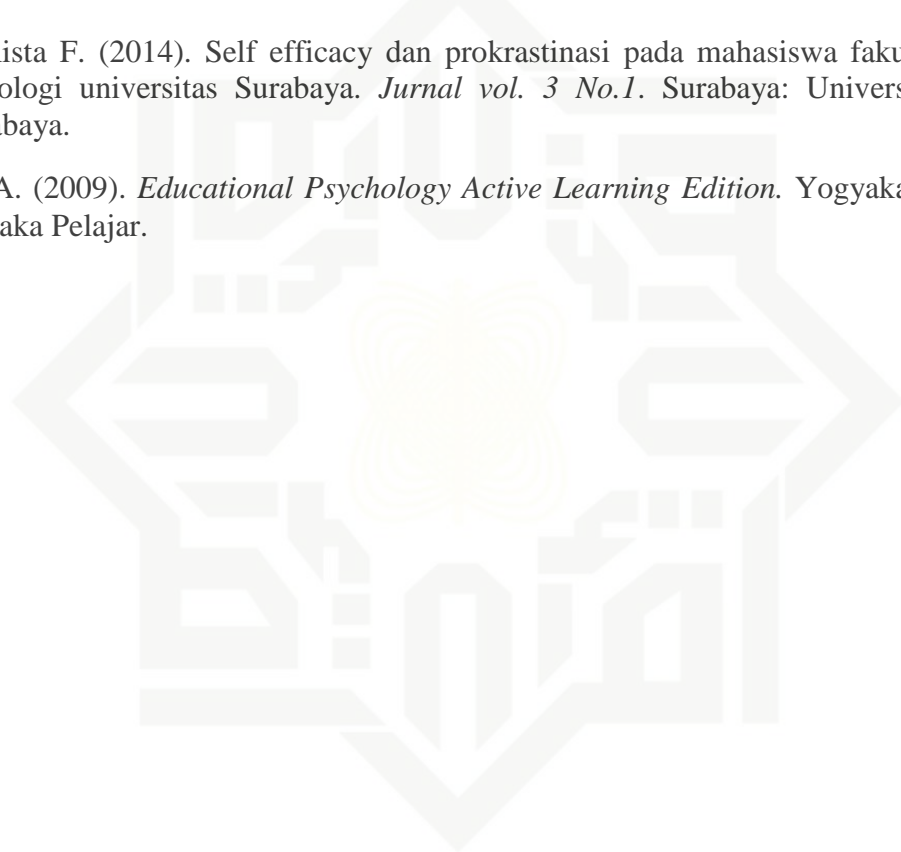 ista F. (2014). Self efficacy dan prokrastinasi pada mahasiswa faku
ologi universitas Surabaya. Jurnal vol. 3 No.1. Surabaya: Univers
abaya.
A. (2009). Educational Psychology Active Learning Edition. Yogyaka
aka Pelajar.